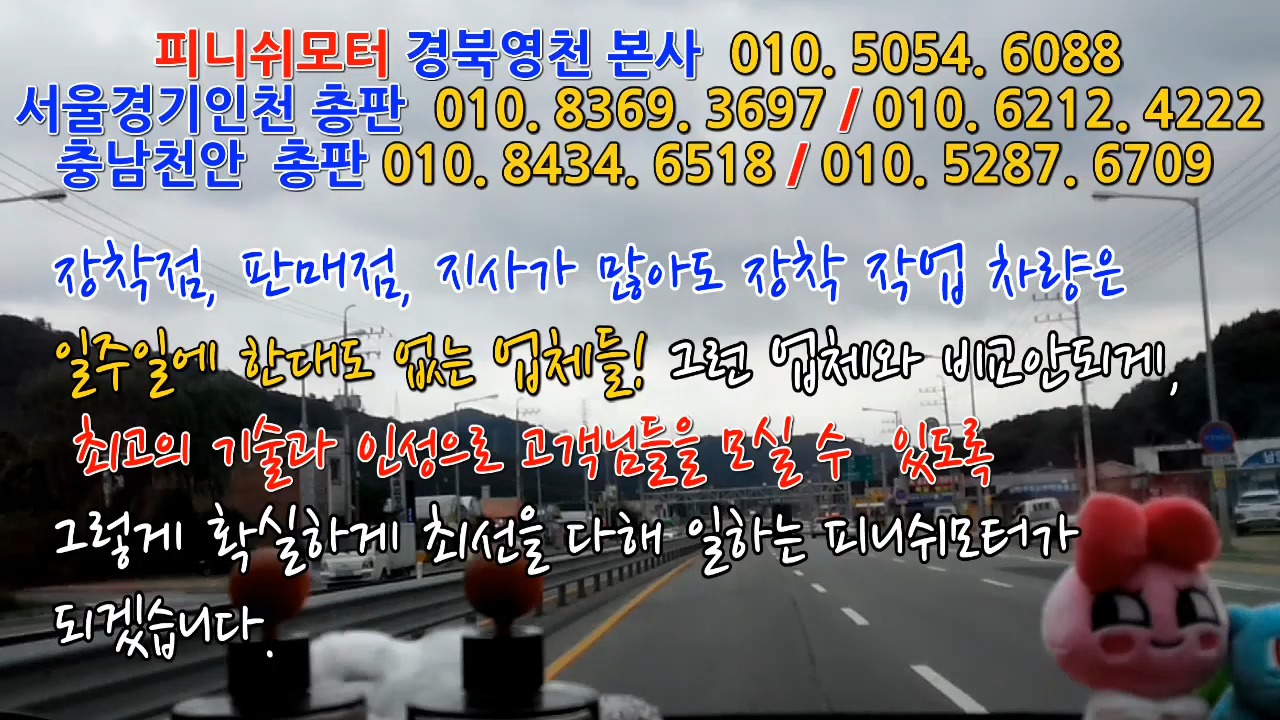 피니쉬모터 경북영천 본사 010. 5054. 6088
서울경기인천 총판 010. 8369. 3697 / 010. 6212. 4222
충남천안 총판 010. 8434. 6518 / 010. 5287. 6709
장착점, 판매점, 지사가 많아도 장착 작업 차량은
일주일에 한대도 없는 업체들! 그런 업체와 비교안되게,
최고의 기술과 인성으로 고객님들을 모실 수 있도록
그렇게 확실하게 최선을 다해 일하는 피니쉬모터가
되겠습니다.